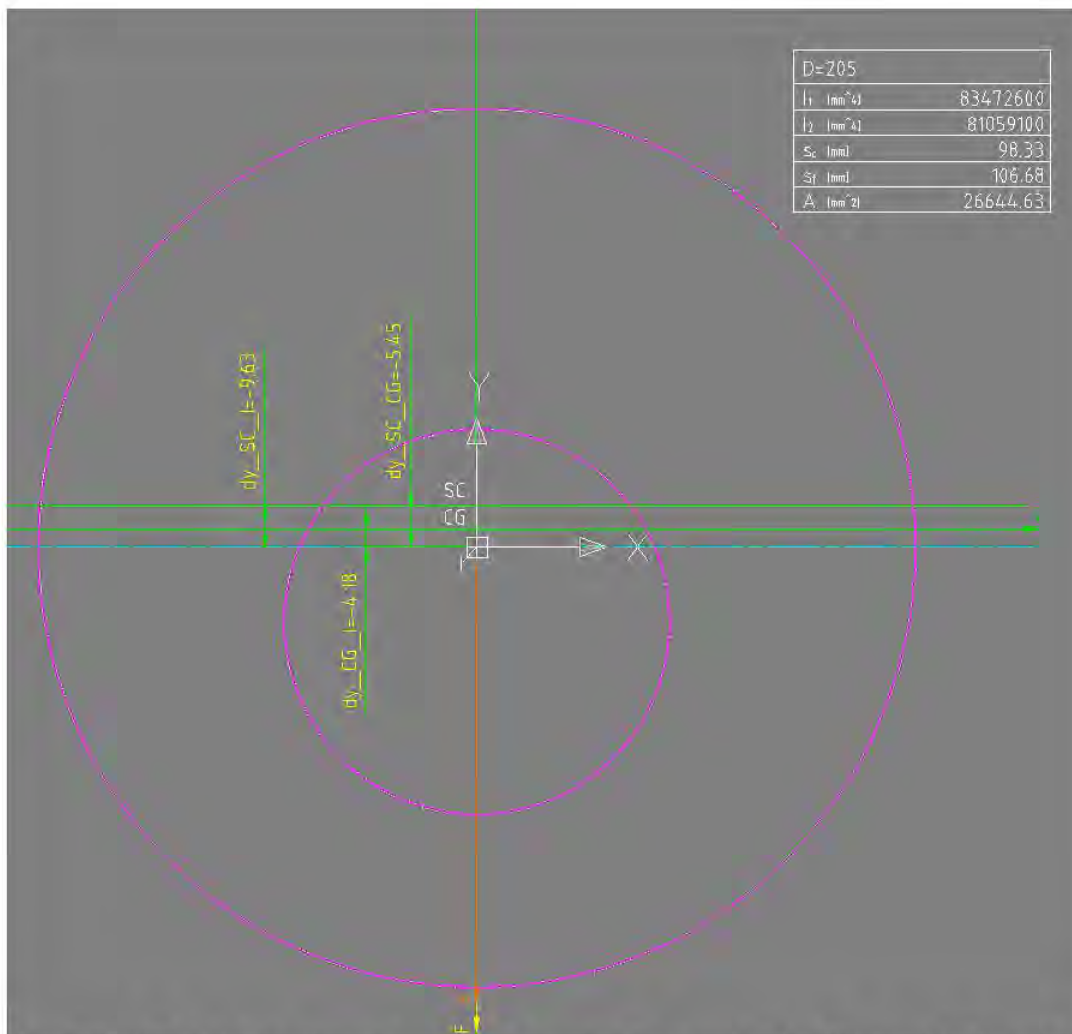 D=205
I₁ [mm^4] 83472600
I₂ [mm^4] 81059100
Sc [mm] 98.33
Sf [mm] 106.68
A [mm^2] 26644.63
dy_SC_I=-9.63
dy_SC_CG=-5.45
Y
SC
CG
X
I
dy_CG_I=-4.18
F